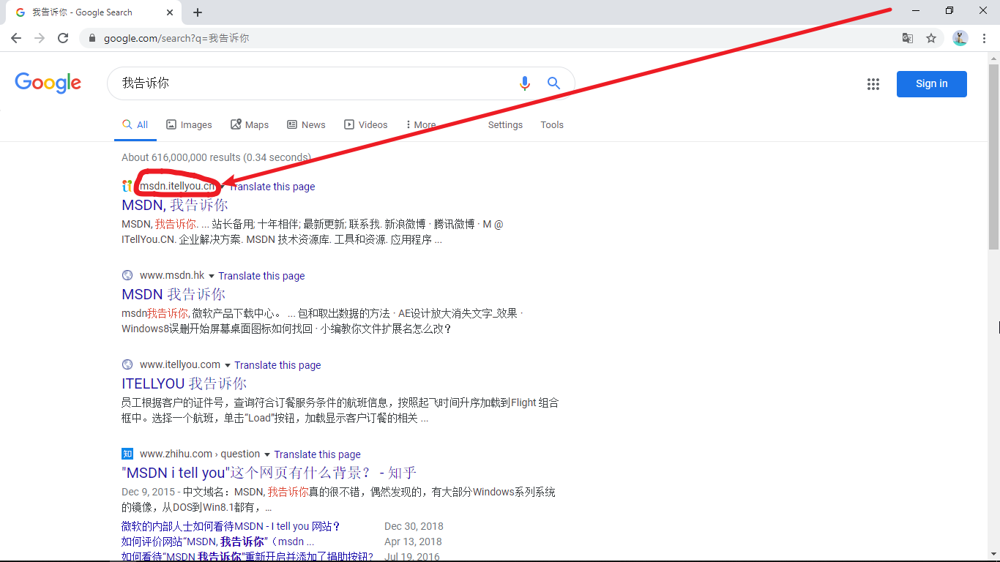 我告诉你 - Google Search
google.com/search?q=我告诉你
Google
我告诉你
Sign in
All
Images
Maps
News
Videos
More
Settings
Tools
About 616,000,000 results (0.34 seconds)
msdn.itellyou.cn
Translate this page
MSDN, 我告诉你
MSDN, 我告诉你. ... 站长备用; 十年相伴; 最新更新; 联系我. 新浪微博 · 腾讯微博 · M @
ITellYou.CN. 企业解决方案. MSDN 技术资源库. 工具和资源. 应用程序 ...
www.msdn.hk
Translate this page
MSDN 我告诉你
msdn我告诉你, 微软产品下载中心。 ... 包和取出数据的方法 · AE设计放大消失文字_效果 ·
Windows8误删开始屏幕桌面图标如何找回 · 小编教你文件扩展名怎么改？
www.itellyou.com
Translate this page
ITELLYOU 我告诉你
员工根据客户的证件号，查询符合订餐服务条件的航班信息，按照起飞时间升序加载到Flight 组合
框中。选择一个航班，单击“Load”按钮，加载显示客户订餐的相关 ...
知
www.zhihu.com › question
Translate this page
"MSDN i tell you"这个网页有什么背景？ - 知乎
Dec 9, 2015 - 中文域名：MSDN, 我告诉你真的很不错，偶然发现的，有大部分Windows系列系统
的镜像，从DOS到Win8.1都有，...
微软的内部人士如何看待MSDN - I tell you 网站？
Dec 30, 2018
如何评价网站“MSDN, 我告诉你”（msdn ...
Apr 13, 2018
如何看待“MSDN 我告诉你”重新开启并添加了捐助按钮？
Jul 19, 2016